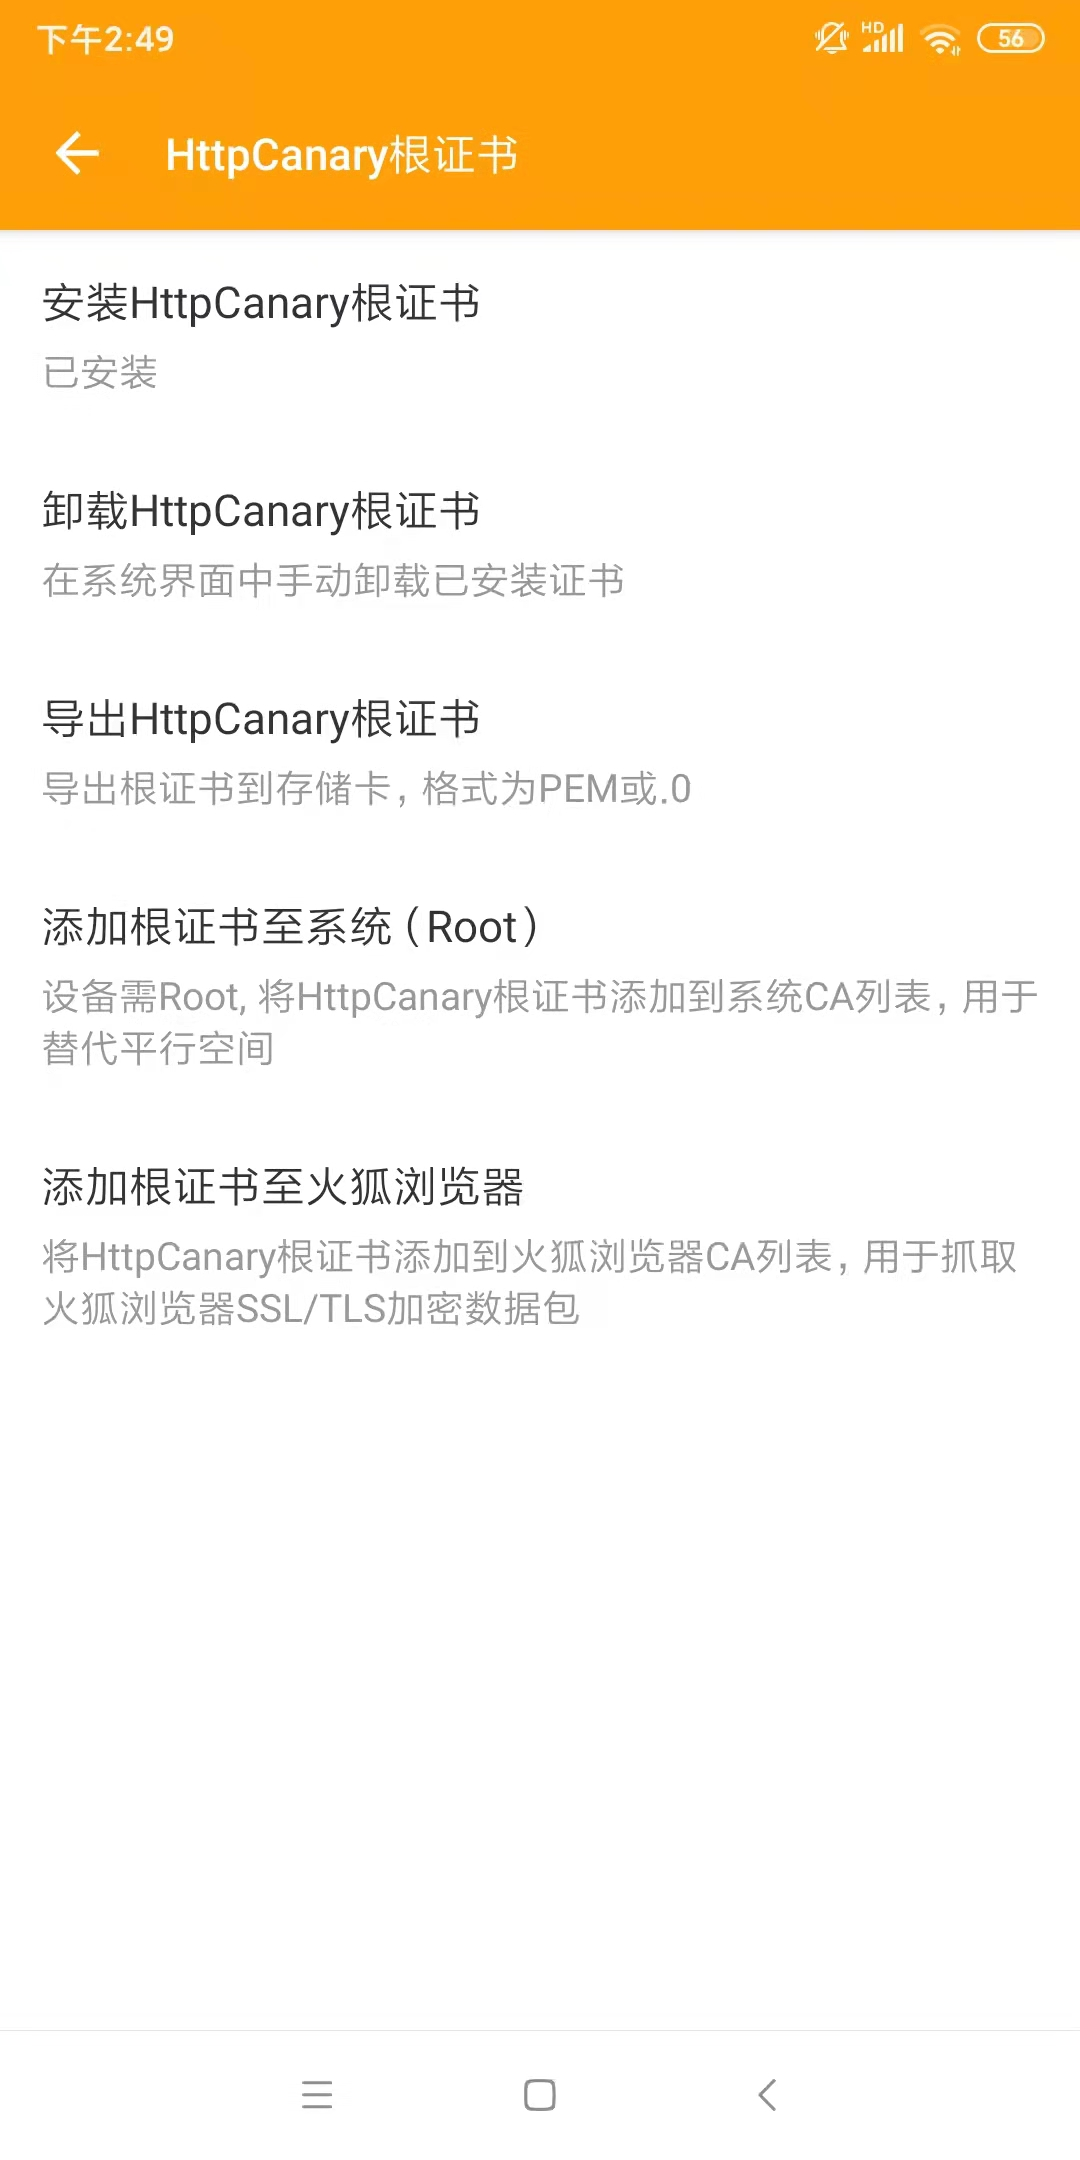 下午2:49
HD
56
HttpCanary根证书
安装HttpCanary根证书
已安装
卸载HttpCanary根证书
在系统界面中手动卸载已安装证书
导出HttpCanary根证书
导出根证书到存储卡，格式为PEM或.0
添加根证书至系统（Root）
设备需Root, 将HttpCanary根证书添加到系统CA列表，用于
替代平行空间
添加根证书至火狐浏览器
将HttpCanary根证书添加到火狐浏览器CA列表，用于抓取
火狐浏览器SSL/TLS加密数据包